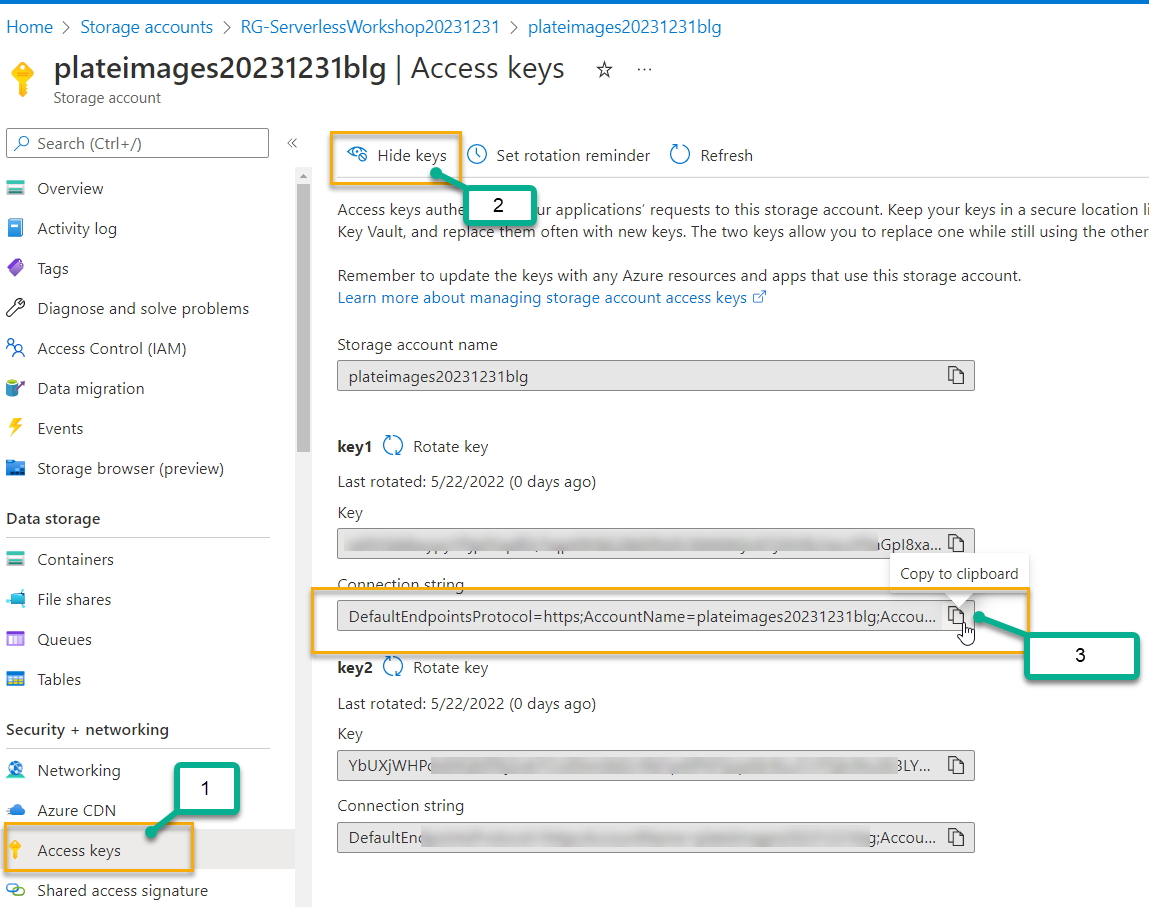 Home > Storage accounts > RG-ServerlessWorkshop20231231 > plateimages20231231blg
plateimages20231231blg | Access keys ☆ ...
Storage account
Search (Ctrl+/) «
Overview
Activity log
Tags
Diagnose and solve problems
Access Control (IAM)
Data migration
Events
Storage browser (preview)
Data storage
Containers
File shares
Queues
Tables
Security + networking
Networking
Azure CDN
1
Access keys
Shared access signature
Hide keys Set rotation reminder Refresh
2
Access keys authe ur applications' requests to this storage account. Keep your keys in a secure location li
Key Vault, and replace them often with new keys. The two keys allow you to replace one while still using the other
Remember to update the keys with any Azure resources and apps that use this storage account.
Learn more about managing storage account access keys
Storage account name
plateimages20231231blg
key1 Rotate key
Last rotated: 5/22/2022 (0 days ago)
Key
Gpl8xa...
Copy to clipboard
Connection string
DefaultEndpointsProtocol=https;AccountName=plateimages20231231blg;Accou...
3
key2 Rotate key
Last rotated: 5/22/2022 (0 days ago)
Key
YbUXjWHPc 3LY...
Connection string
DefaultEnd g;Accou...